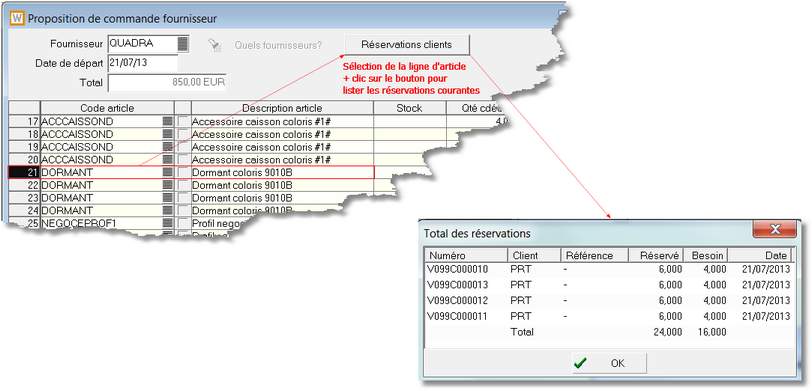 Proposition de commande fournisseur
Fournisseur QUADRA Quels fournisseurs? Réservations clients
Date de départ 21/07/13
Total 850,00 EUR
Sélection de la ligne d'article
+ clic sur le bouton pour
lister les réservations courantes
Code article Description article Stock Qté cdé
17 ACCCAISSOND Accessoire caisson coloris #1#
18 ACCCAISSOND Accessoire caisson coloris #1#
19 ACCCAISSOND Accessoire caisson coloris #1#
20 ACCCAISSOND Accessoire caisson coloris #1#
21 DORMANT Dormant coloris 9010B
22 DORMANT Dormant coloris 9010B
23 DORMANT Dormant coloris 9010B
24 DORMANT Dormant coloris 9010B
25 NEGOCEPROF1 Profil nego
Total des réservations
Numéro Client Référence Réservé Besoin Date
V099C000010 PRT - 6,000 4,000 21/07/2013
V099C000013 PRT - 6,000 4,000 21/07/2013
V099C000012 PRT - 6,000 4,000 21/07/2013
V099C000011 PRT - 6,000 4,000 21/07/2013
Total 24,000 16,000
OK